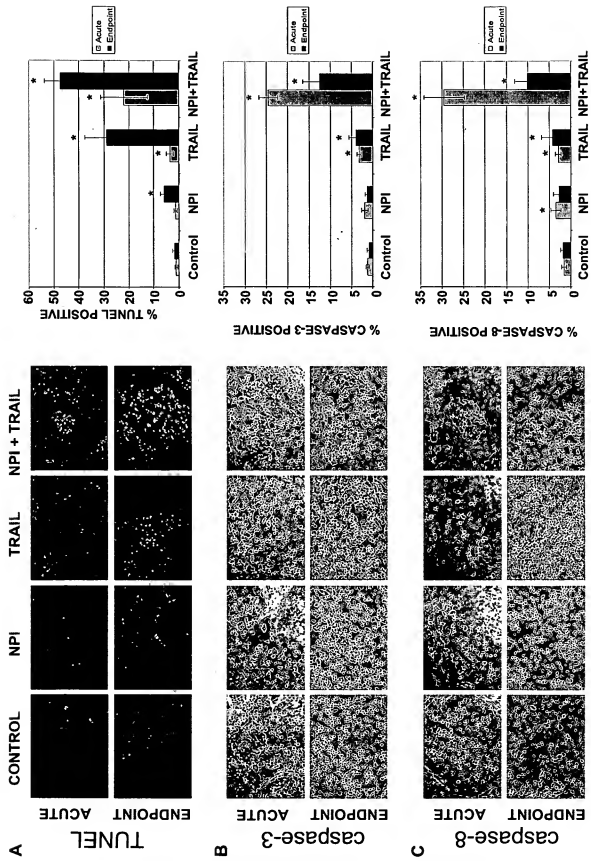 A
CONTROL NPI TRAIL NPI + TRAIL
TUNEL
ACUTE
ENDPOINT
% TUNEL POSITIVE
60
50
40
30
20
10
0
* * * * *
Control NPI TRAIL NPI+TRAIL
Acute
Endpoint
B
caspase-3
ACUTE
ENDPOINT
% CASPASE-3 POSITIVE
35
30
25
20
15
10
5
0
* * * *
Control NPI TRAIL NPI+TRAIL
Acute
Endpoint
C
caspase-8
ACUTE
ENDPOINT
% CASPASE-8 POSITIVE
35
30
25
20
15
10
5
0
* * * * *
Control NPI TRAIL NPI+TRAIL
Acute
Endpoint